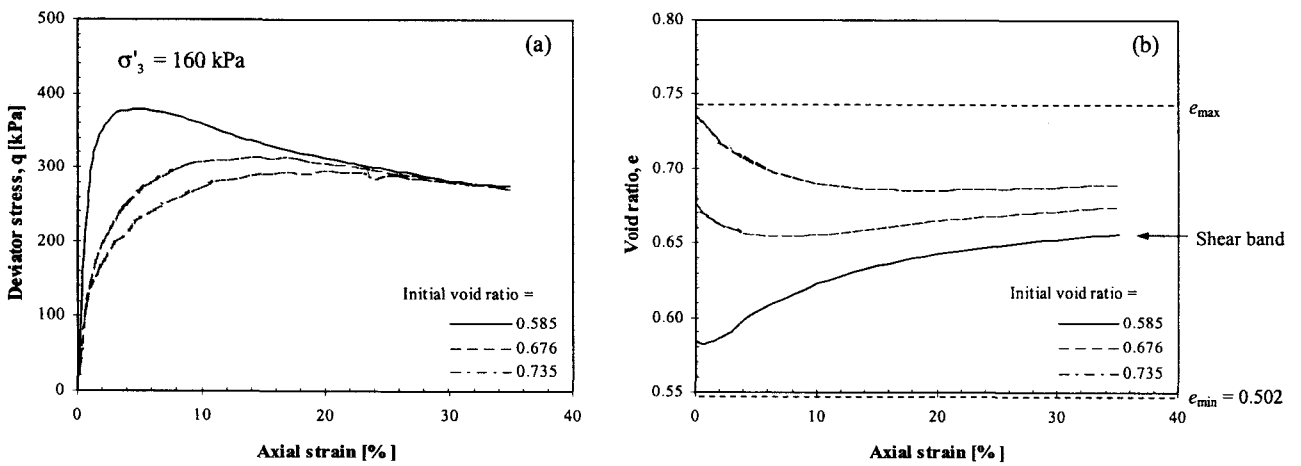 (a)
σ'3 = 160 kPa
Deviator stress, q [kPa]
500
400
300
200
100
0
0 10 20 30 40
Axial strain [%]
Initial void ratio =
0.585
0.676
0.735
(b)
Void ratio, e
0.80
0.75
0.70
0.65
0.60
0.55
0 10 20 30 40
Axial strain [%]
Initial void ratio =
0.585
0.676
0.735
emax
Shear band
emin = 0.502